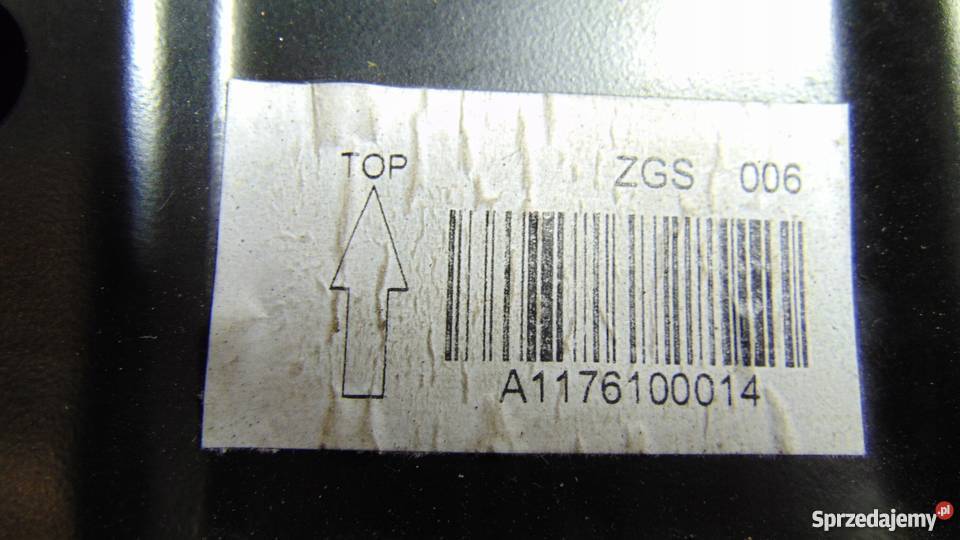 TOP
ZGS 006
A1176100014
Sprzedajemy.pl